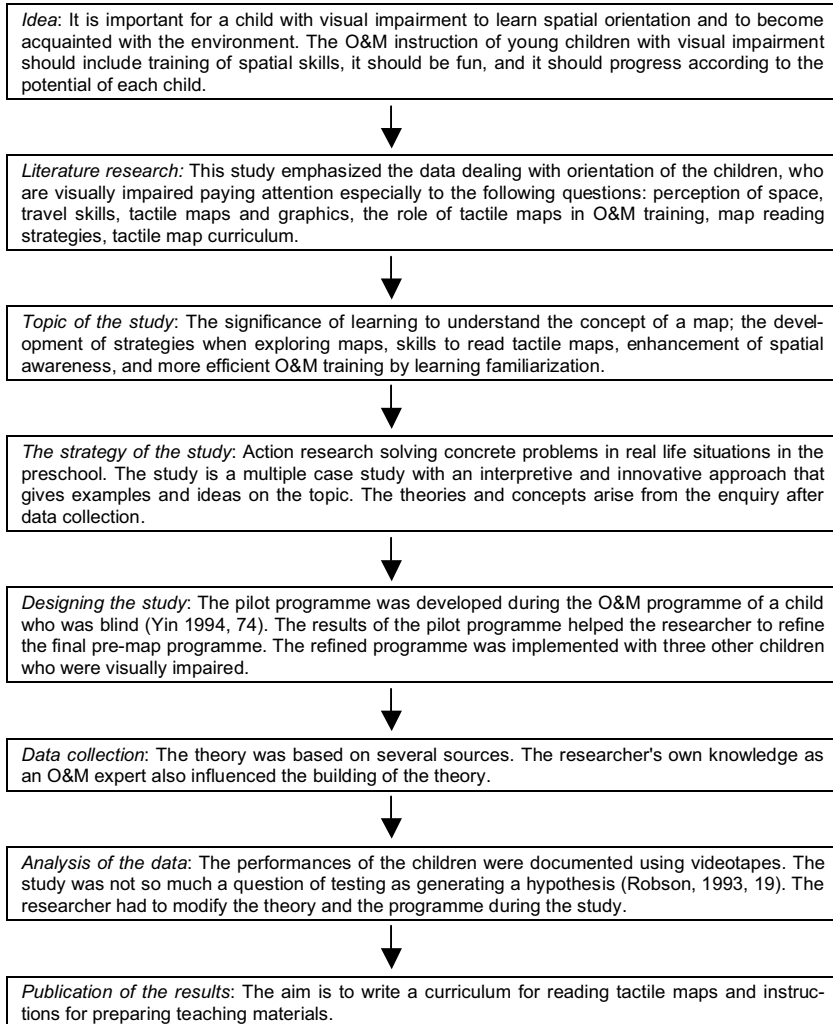 Idea: It is important for a child with visual impairment to learn spatial orientation and to become
acquainted with the environment. The O&M instruction of young children with visual impairment
should include training of spatial skills, it should be fun, and it should progress according to the
potential of each child.
Literature research: This study emphasized the data dealing with orientation of the children, who
are visually impaired paying attention especially to the following questions: perception of space,
travel skills, tactile maps and graphics, the role of tactile maps in O&M training, map reading
strategies, tactile map curriculum.
Topic of the study: The significance of learning to understand the concept of a map; the devel-
opment of strategies when exploring maps, skills to read tactile maps, enhancement of spatial
awareness, and more efficient O&M training by learning familiarization.
The strategy of the study: Action research solving concrete problems in real life situations in the
preschool. The study is a multiple case study with an interpretive and innovative approach that
gives examples and ideas on the topic. The theories and concepts arise from the enquiry after
data collection.
Designing the study: The pilot programme was developed during the O&M programme of a child
who was blind (Yin 1994, 74). The results of the pilot programme helped the researcher to refine
the final pre-map programme. The refined programme was implemented with three other children
who were visually impaired.
Data collection: The theory was based on several sources. The researcher's own knowledge as
an O&M expert also influenced the building of the theory.
Analysis of the data: The performances of the children were documented using videotapes. The
study was not so much a question of testing as generating a hypothesis (Robson, 1993, 19). The
researcher had to modify the theory and the programme during the study.
Publication of the results: The aim is to write a curriculum for reading tactile maps and instruc-
tions for preparing teaching materials.